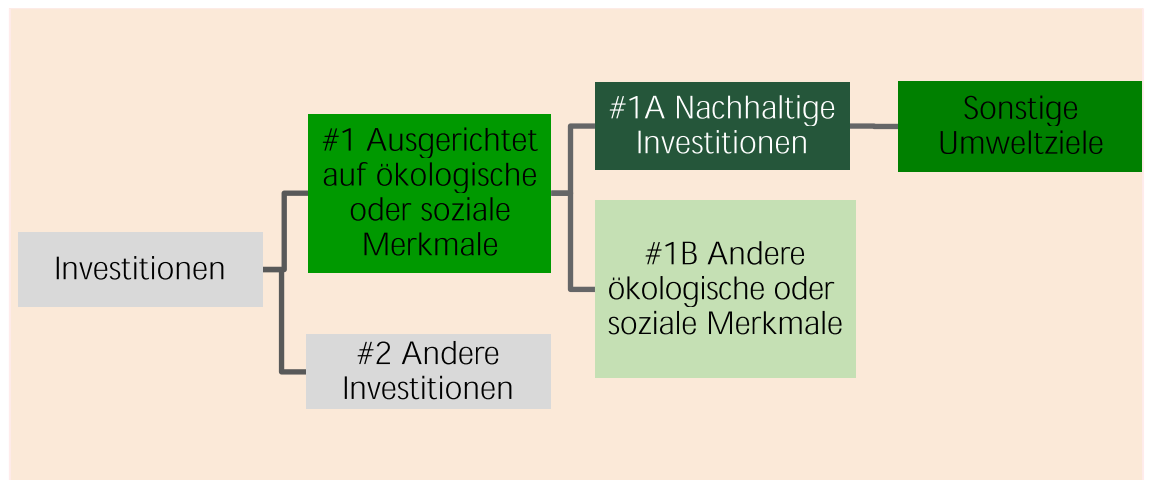 Investitionen
#1 Ausgerichtet
auf ökologische
oder soziale
Merkmale
#2 Andere
Investitionen
#1A Nachhaltige
Investitionen
#1B Andere
ökologische oder
soziale Merkmale
Sonstige
Umweltziele